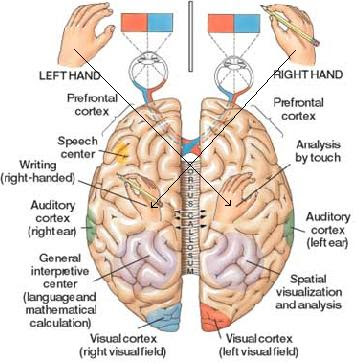 LEFT HAND
RIGHT HAND
Prefrontal
cortex
Prefrontal
cortex
Speech
center
Analysis
by touch
Writing
(right-handed)
Auditory
cortex
(right ear)
Auditory
cortex
(left ear)
General
interpretive
center
(language and
mathematical
calculation)
Spatial
visualization
and analysis
Visual cortex
(right visual field)
Visual cortex
(left visual field)